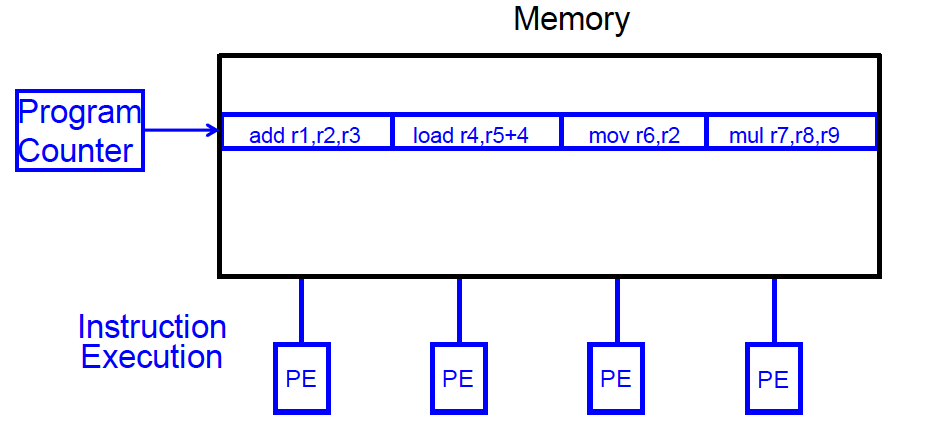 Memory
Program
Counter
add r1,r2,r3
load r4,r5+4
mov r6,r2
mul r7,r8,r9
Instruction
Execution
PE
PE
PE
PE